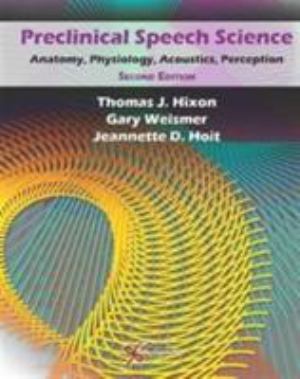 Preclinical Speech Science
Anatomy, Physiology, Acoustics, Perception
Second Edition
Thomas J. Hixon
Gary Weismer
Jeannette D. Hoit